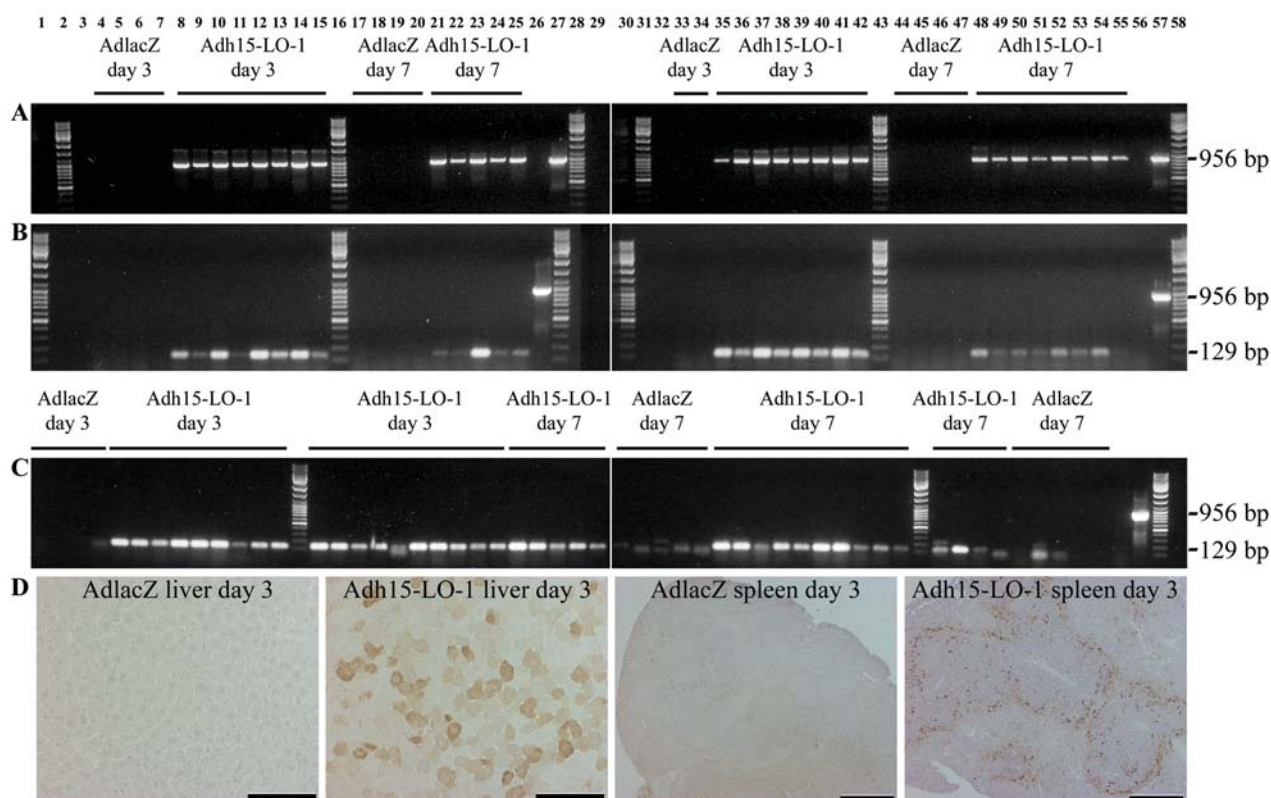 1 2 3 4 5 6 7 8 9 10 11 12 13 14 15 16 17 18 19 20 21 22 23 24 25 26 27 28 29 30 31 32 33 34 35 36 37 38 39 40 41 42 43 44 45 46 47 48 49 50 51 52 53 54 55 56 57 58
AdlacZ Adh15-LO-1 AdlacZ Adh15-LO-1 AdlacZ Adh15-LO-1 AdlacZ Adh15-LO-1
day 3 day 3 day 7 day 7 day 3 day 3 day 7 day 7
A
-956 bp
B
-956 bp
-129 bp
AdlacZ Adh15-LO-1 Adh15-LO-1 Adh15-LO-1 AdlacZ Adh15-LO-1 Adh15-LO-1 AdlacZ
day 3 day 3 day 3 day 7 day 7 day 7 day 7 day 7
C
-956 bp
-129 bp
D AdlacZ liver day 3 Adh15-LO-1 liver day 3 AdlacZ spleen day 3 Adh15-LO-1 spleen day 3